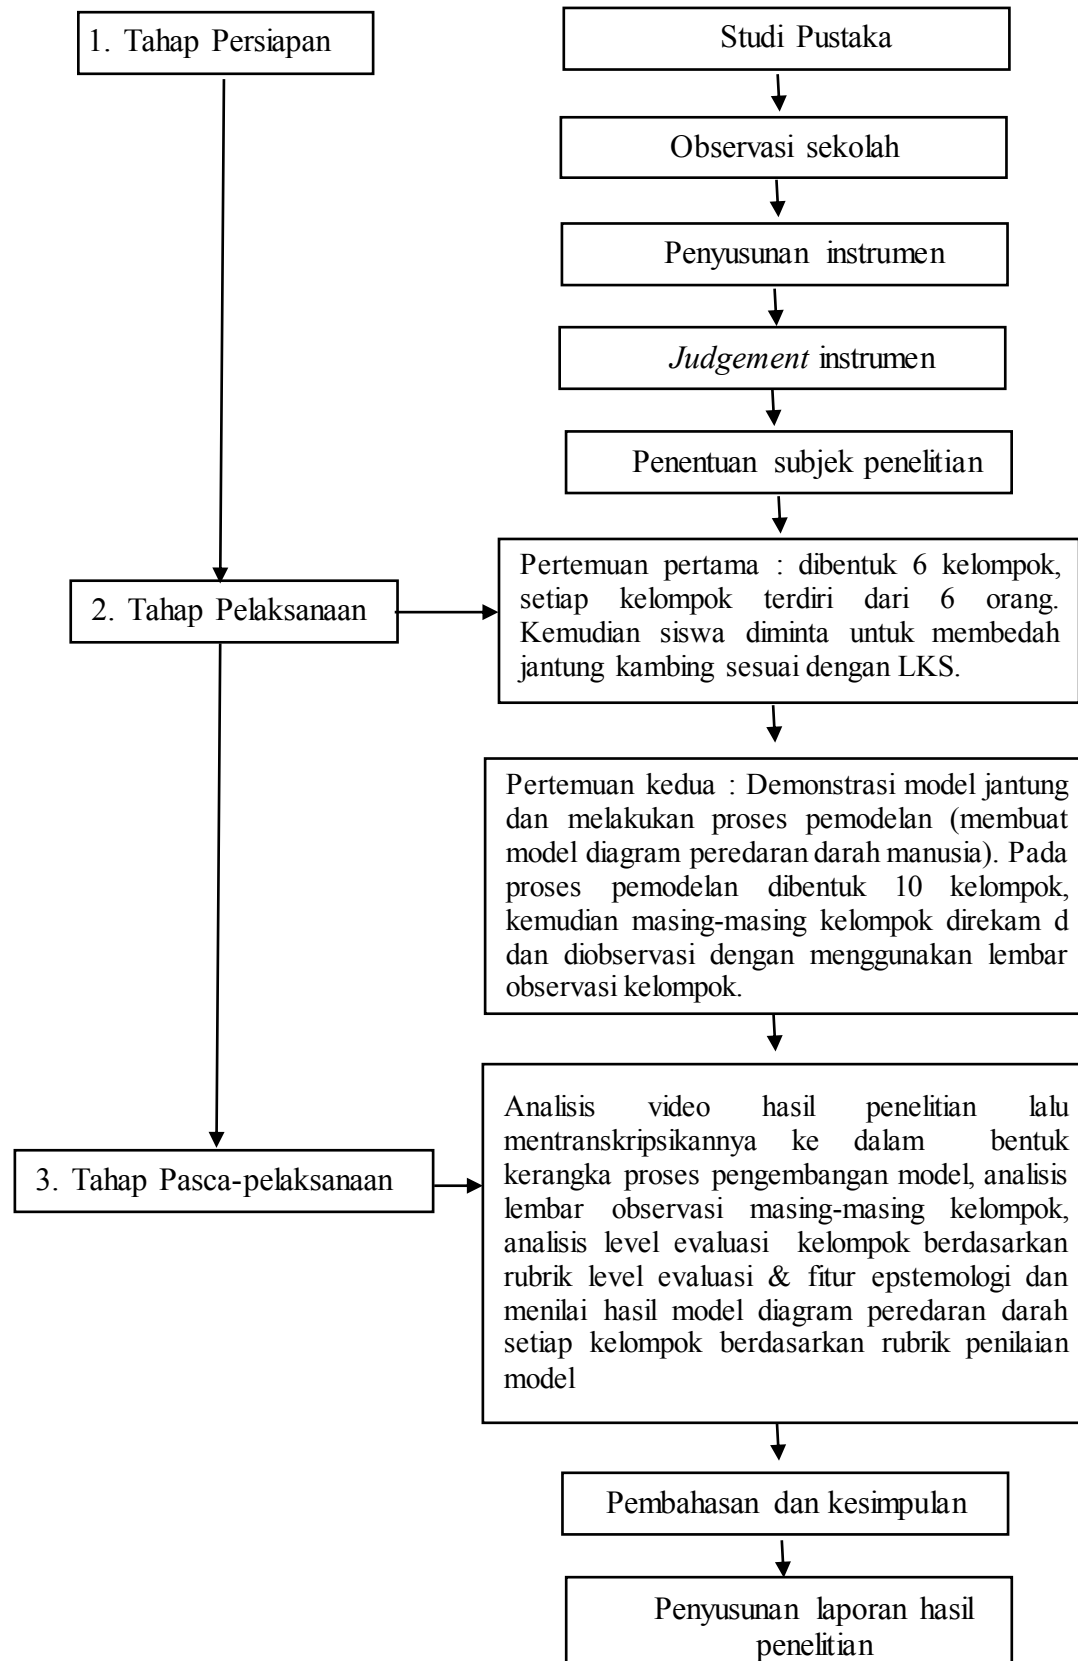 1. Tahap Persiapan
Studi Pustaka
Observasi sekolah
Penyusunan instrumen
Judgement instrumen
Penentuan subjek penelitian
2. Tahap Pelaksanaan
Pertemuan pertama : dibentuk 6 kelompok,
setiap kelompok terdiri dari 6 orang.
Kemudian siswa diminta untuk membedah
jantung kambing sesuai dengan LKS.
Pertemuan kedua : Demonstrasi model jantung
dan melakukan proses pemodelan (membuat
model diagram peredaran darah manusia). Pada
proses pemodelan dibentuk 10 kelompok,
kemudian masing-masing kelompok direkam d
dan diobservasi dengan menggunakan lembar
observasi kelompok.
3. Tahap Pasca-pelaksanaan
Analisis video hasil penelitian lalu
mentranskripsikannya ke dalam bentuk
kerangka proses pengembangan model, analisis
lembar observasi masing-masing kelompok,
analisis level evaluasi kelompok berdasarkan
rubrik level evaluasi & fitur epstemologi dan
menilai hasil model diagram peredaran darah
setiap kelompok berdasarkan rubrik penilaian
model
Pembahasan dan kesimpulan
Penyusunan laporan hasil
penelitian